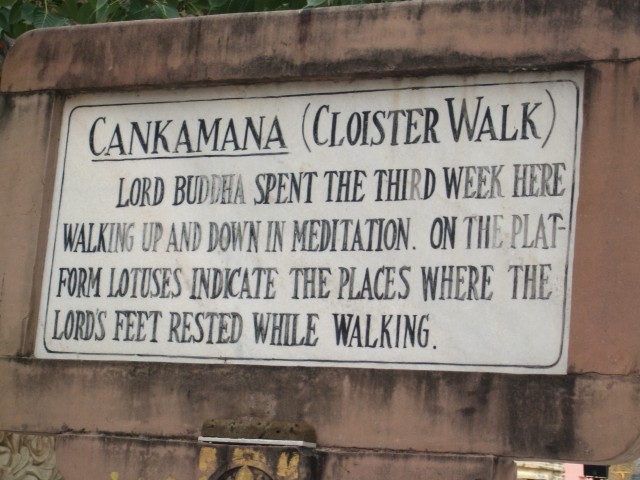 CANKAMANA (CLOISTER WALK)
LORD BUDDHA SPENT THE THIRD WEEK HERE
WALKING UP AND DOWN IN MEDITATION. ON THE PLAT-
FORM LOTUSES INDICATE THE PLACES WHERE THE
LORD'S FEET RESTED WHILE WALKING.